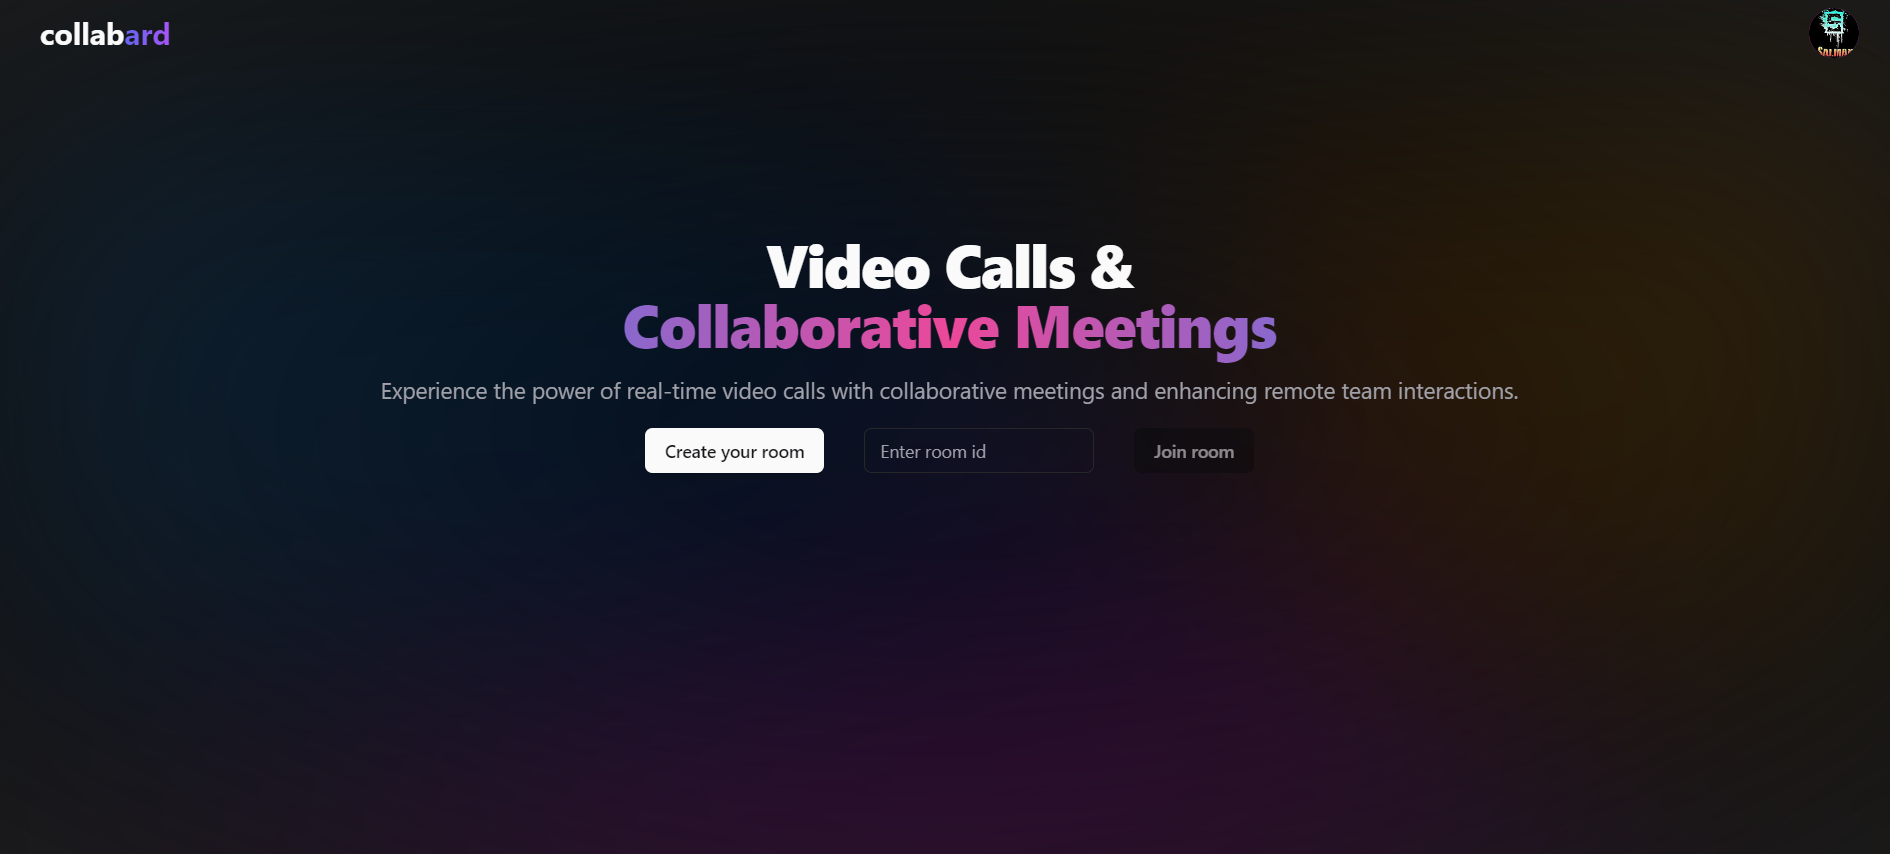 collabard
Video Calls &
Collaborative Meetings
Experience the power of real-time video calls with collaborative meetings and enhancing remote team interactions.
Create your room
Enter room id
Join room